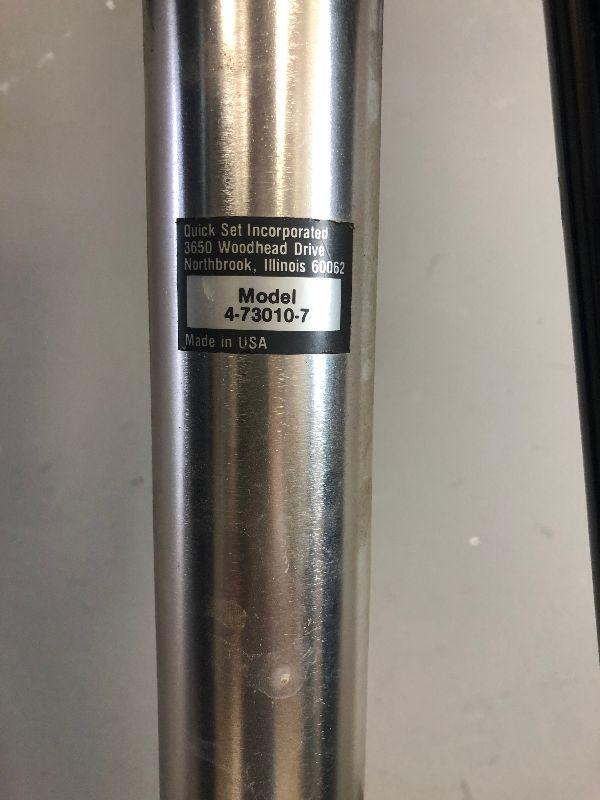 Quick Set Incorporated
3650 Woodhead Drive
Northbrook, Illinois 60062
Model
4-73010-7
Made in USA